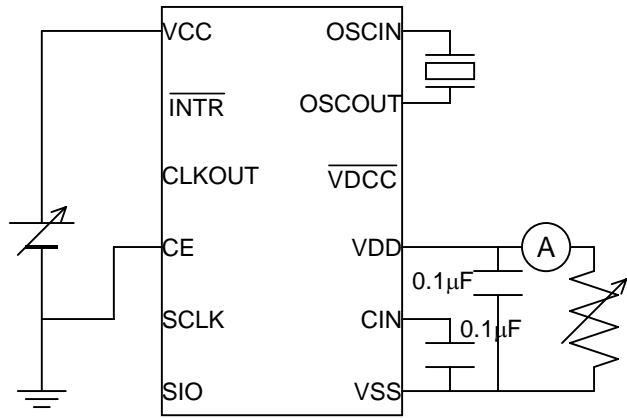 VCC OSCIN
INTR OSCOUT
CLKOUT VDCC
CE VDD A
0.1μF
SCLK CIN 0.1μF
SIO VSS